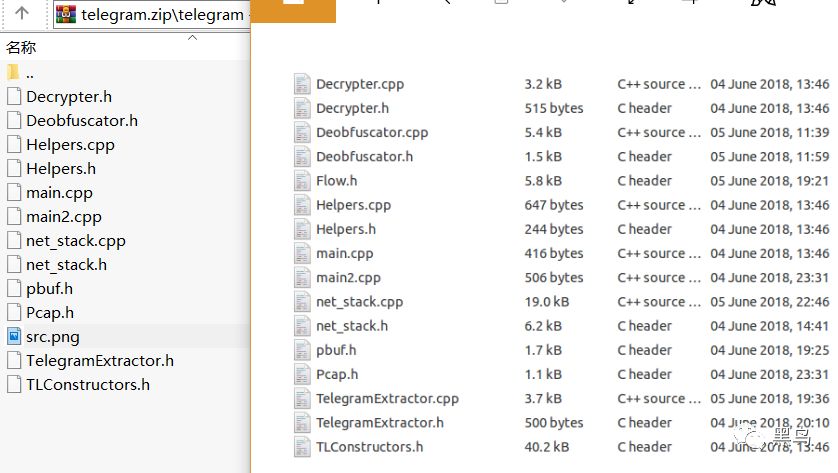 telegram.zip\telegram
名称
..
Decrypter.h
Deobfuscator.h
Helpers.cpp
Helpers.h
main.cpp
main2.cpp
net_stack.cpp
net_stack.h
pbuf.h
Pcap.h
src.png
TelegramExtractor.h
TLConstructors.h
Decrypter.cpp 3.2 kB C++ source ... 04 June 2018, 13:46
Decrypter.h 515 bytes C header 04 June 2018, 13:46
Deobfuscator.cpp 5.4 kB C++ source ... 05 June 2018, 11:39
Deobfuscator.h 1.5 kB C header 05 June 2018, 11:59
Flow.h 5.8 kB C header 05 June 2018, 19:21
Helpers.cpp 647 bytes C++ source ... 04 June 2018, 13:46
Helpers.h 244 bytes C header 04 June 2018, 13:46
main.cpp 416 bytes C++ source ... 04 June 2018, 13:46
main2.cpp 506 bytes C++ source ... 04 June 2018, 23:31
net_stack.cpp 19.0 kB C++ source ... 05 June 2018, 22:46
net_stack.h 6.2 kB C header 04 June 2018, 14:41
pbuf.h 1.7 kB C header 04 June 2018, 19:25
Pcap.h 1.1 kB C header 04 June 2018, 23:31
TelegramExtractor.cpp 3.7 kB C++ source ... 05 June 2018, 19:36
TelegramExtractor.h 500 bytes C header 04 June 2018, 20:10
TLConstructors.h 40.2 kB C header 04 June 2018, 13:46
黑鸟